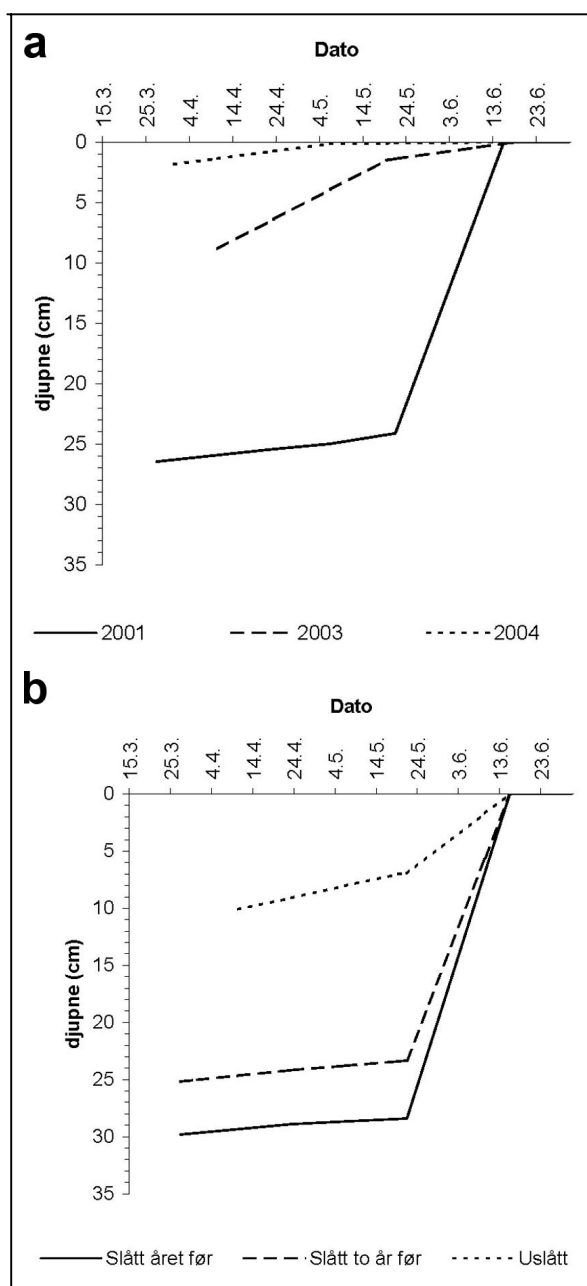 a
Dato
15.3. 25.3. 4.4. 14.4. 24.4. 4.5. 14.5. 24.5. 3.6. 13.6. 23.6.
0
5
10
15
20
25
30
35
djupne (cm)
2001 2003 2004
b
Dato
15.3. 25.3. 4.4. 14.4. 24.4. 4.5. 14.5. 24.5. 3.6. 13.6. 23.6.
0
5
10
15
20
25
30
35
djupne (cm)
Slått året før Slått to år før Uslått